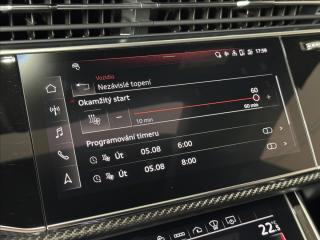 17:58
Vozidlo
Nezávislé topení
Okamžitý start
60
10 min
60 min
Programování timeru
Út 05.08 6:00
Út 05.08 8:00
22.5